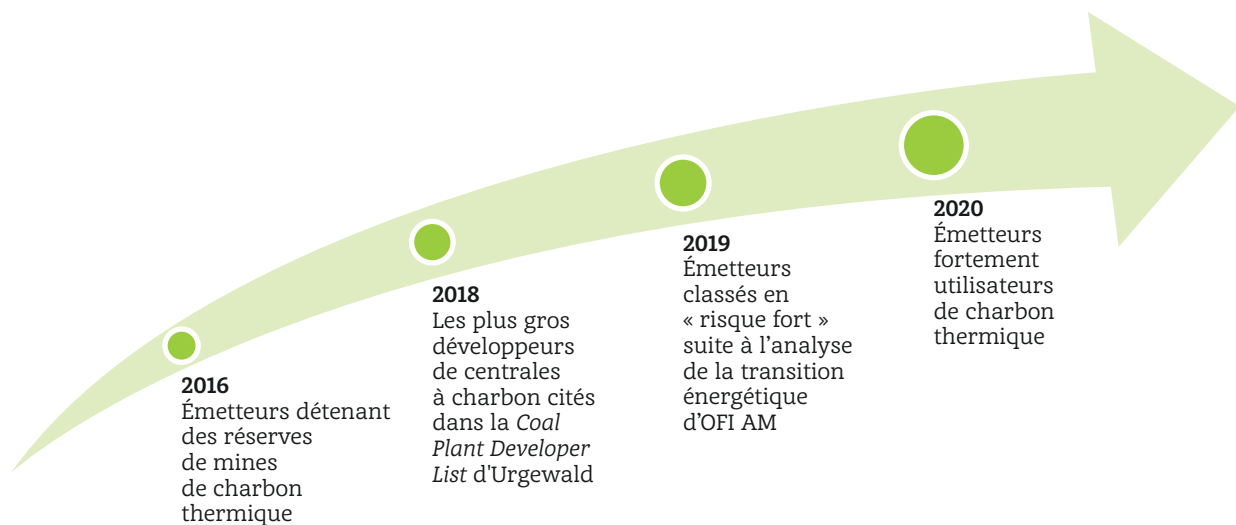 2016
Émetteurs détenant
des réserves
de mines
de charbon
thermique
2018
Les plus gros
développeurs
de centrales
à charbon cités
dans la Coal
Plant Developer
List d'Urgewald
2019
Émetteurs
classés en
« risque fort »
suite à l’analyse
de la transition
énergétique
d’OFI AM
2020
Émetteurs
fortement
utilisateurs
de charbon
thermique